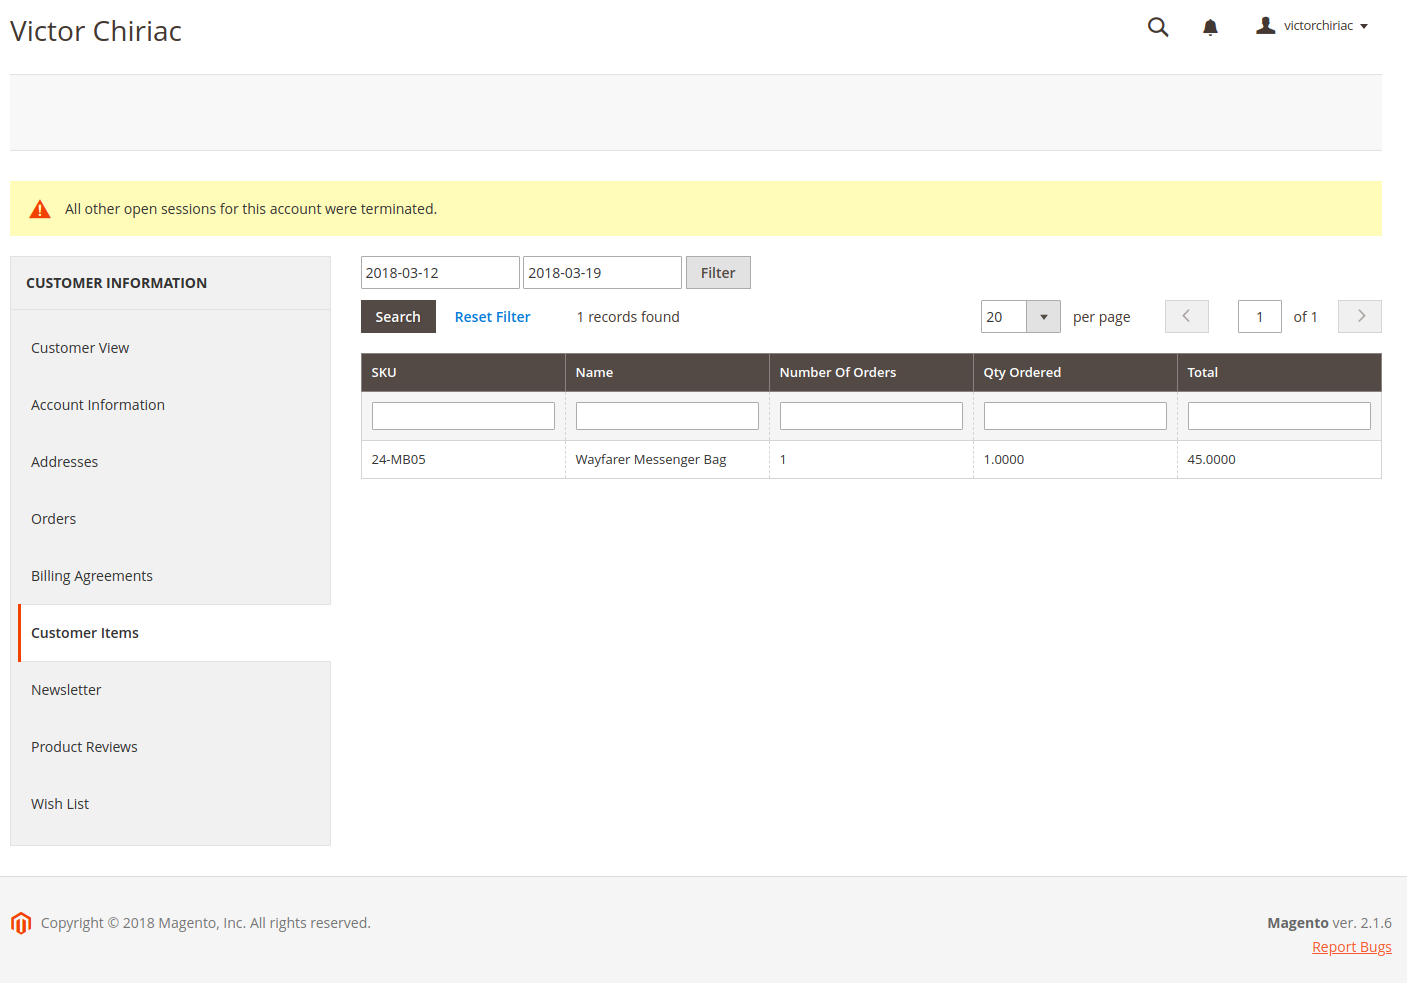 Victor Chiriac
victorchiriac
All other open sessions for this account were terminated.
CUSTOMER INFORMATION
Customer View
Account Information
Addresses
Orders
Billing Agreements
Customer Items
Newsletter
Product Reviews
Wish List
2018-03-12 2018-03-19 Filter
Search Reset Filter 1 records found 20 per page 1 of 1
SKU Name Number Of Orders Qty Ordered Total
24-MB05 Wayfarer Messenger Bag 1 1.0000 45.0000
Copyright © 2018 Magento, Inc. All rights reserved.
Magento ver. 2.1.6
Report Bugs